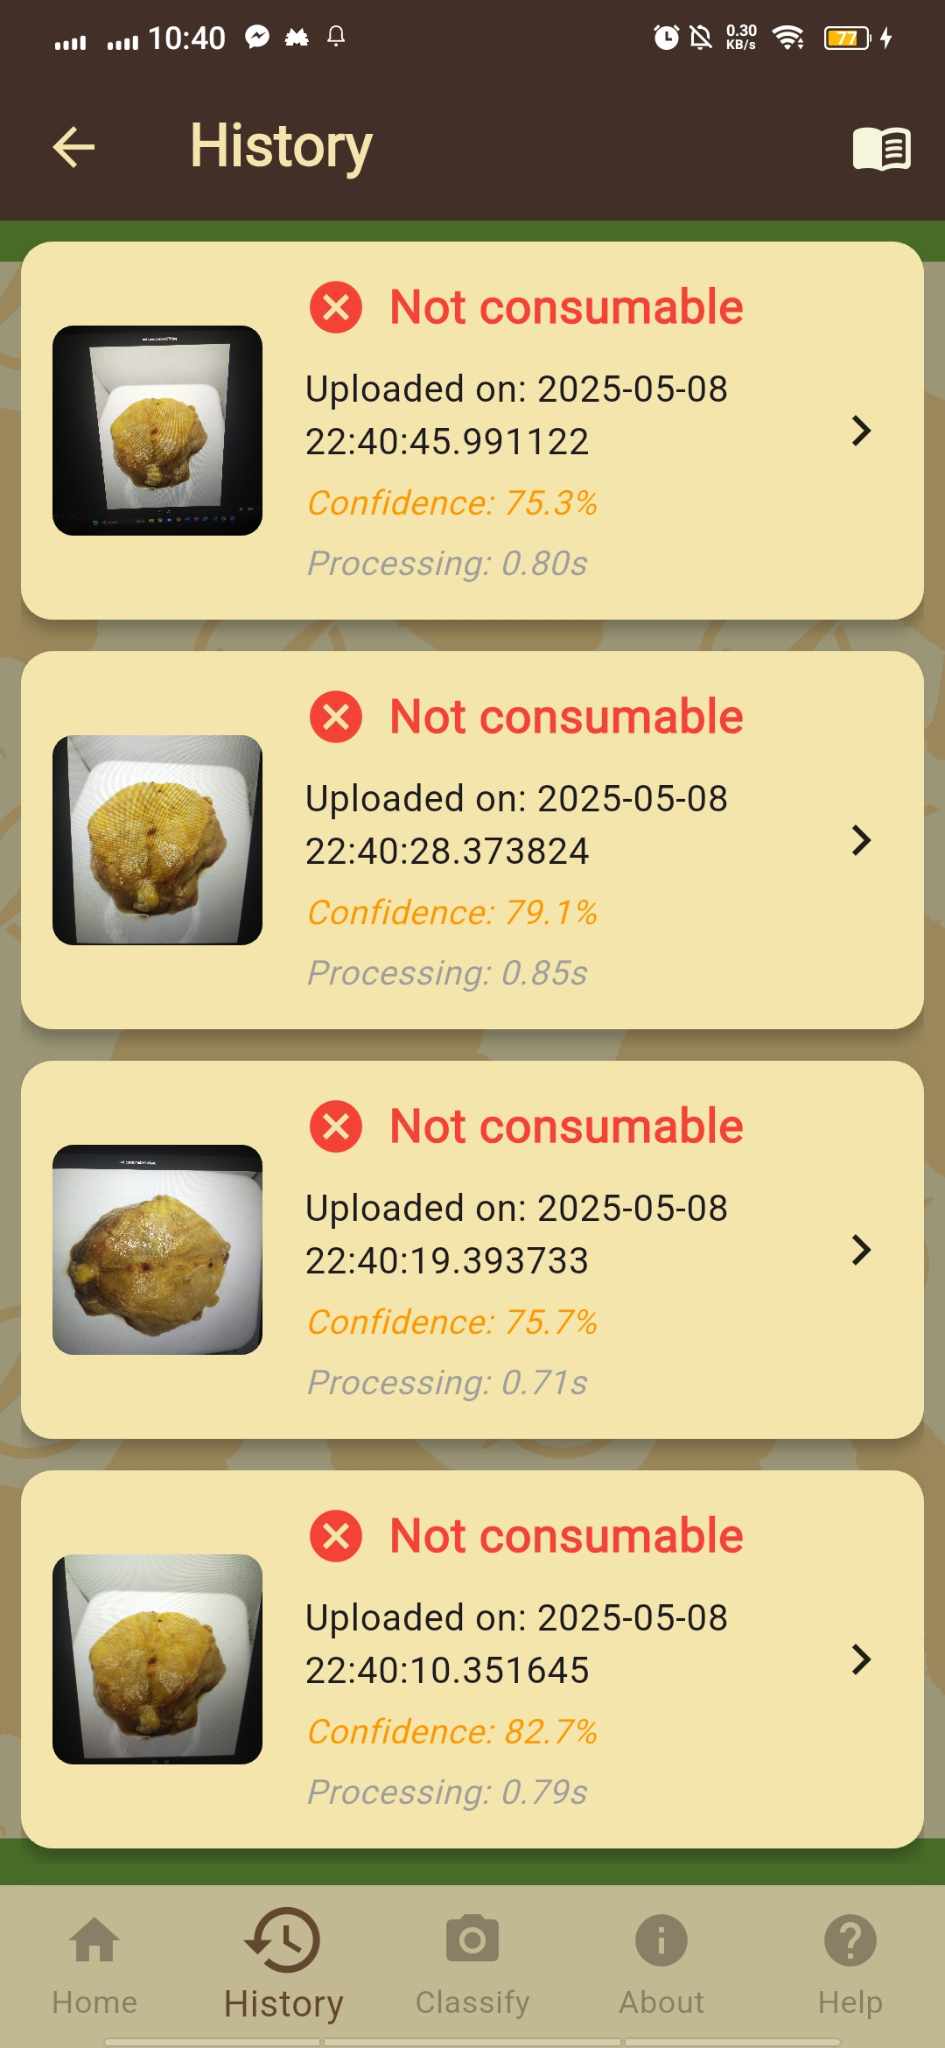 10:40
0.30
KB/s
77
History
Not consumable
Uploaded on: 2025-05-08
22:40:45.991122
Confidence: 75.3%
Processing: 0.80s
Not consumable
Uploaded on: 2025-05-08
22:40:28.373824
Confidence: 79.1%
Processing: 0.85s
Not consumable
Uploaded on: 2025-05-08
22:40:19.393733
Confidence: 75.7%
Processing: 0.71s
Not consumable
Uploaded on: 2025-05-08
22:40:10.351645
Confidence: 82.7%
Processing: 0.79s
Home
History
Classify
About
Help